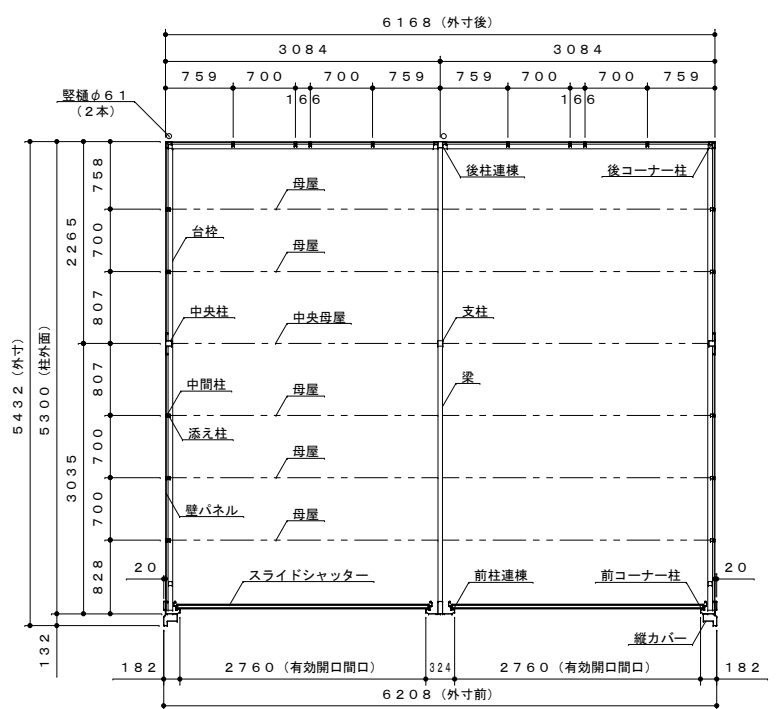 ６１６８（外寸後）
３０８４ ３０８４
７５９ ７００ ７００ ７５９ ７５９ ７００ ７００ ７５９
１６６ １６６
竪樋φ６１
（２本）
後柱連棟 後コーナー柱
母屋
台枠
母屋
中央柱 中央母屋 支柱
中間柱 母屋 梁
添え柱
母屋
壁パネル
母屋
５４３２（外寸）
５３００（柱外面）
２２６５
３０３５
７５８
７００
８０７
８０７
７００
７００
８２８
１３２
２０ スライドシャッター 前柱連棟 前コーナー柱 ２０
縦カバー
１８２ ２７６０（有効開口間口） ３２４ ２７６０（有効開口間口） １８２
６２０８（外寸前）